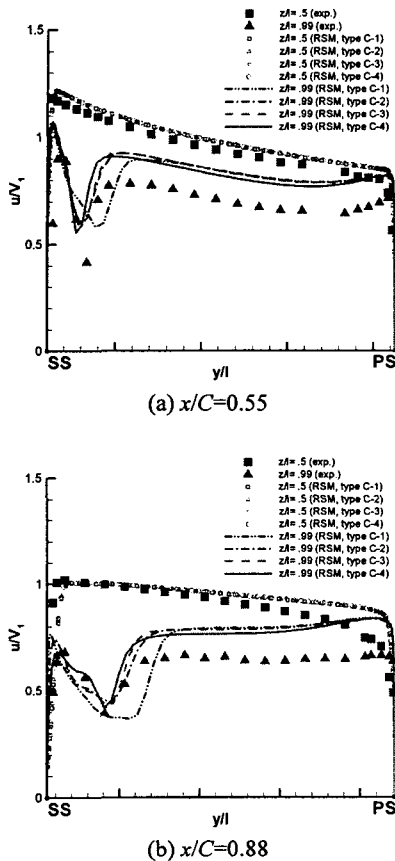 1.5
z/l= .5 (exp.)
z/l= .99 (exp.)
z/l= .5 (RSM, type C-1)
z/l= .5 (RSM, type C-2)
z/l= .5 (RSM, type C-3)
z/l= .5 (RSM, type C-4)
z/l= .99 (RSM, type C-1)
z/l= .99 (RSM, type C-2)
z/l= .99 (RSM, type C-3)
z/l= .99 (RSM, type C-4)
1
u/V1
0.5
0
SS y/l PS
(a) x/C=0.55
1.5
z/l= .5 (exp.)
z/l= .99 (exp.)
z/l= .5 (RSM, type C-1)
z/l= .5 (RSM, type C-2)
z/l= .5 (RSM, type C-3)
z/l= .5 (RSM, type C-4)
z/l= .99 (RSM, type C-1)
z/l= .99 (RSM, type C-2)
z/l= .99 (RSM, type C-3)
z/l= .99 (RSM, type C-4)
1
u/V1
0.5
0
SS y/l PS
(b) x/C=0.88